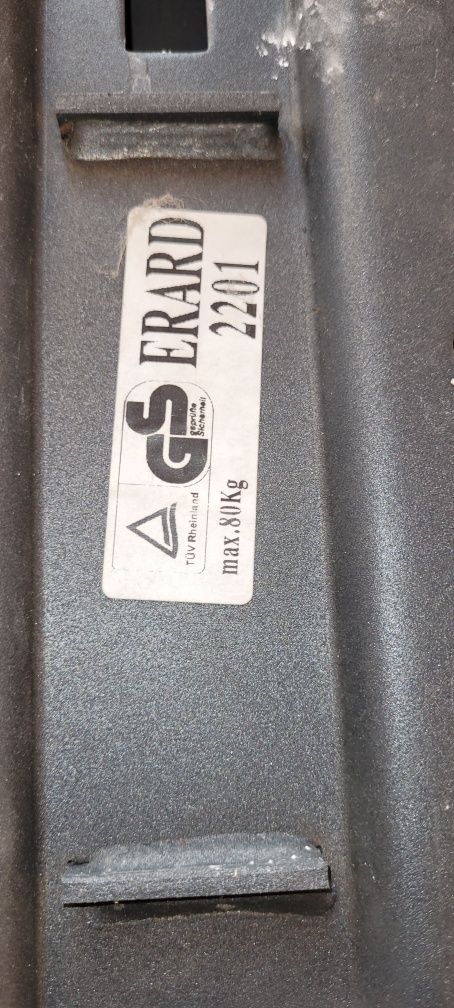 TÜV Rheinland
GS
geprüfte
Sicherheit
ERARD
max.80Kg
2201